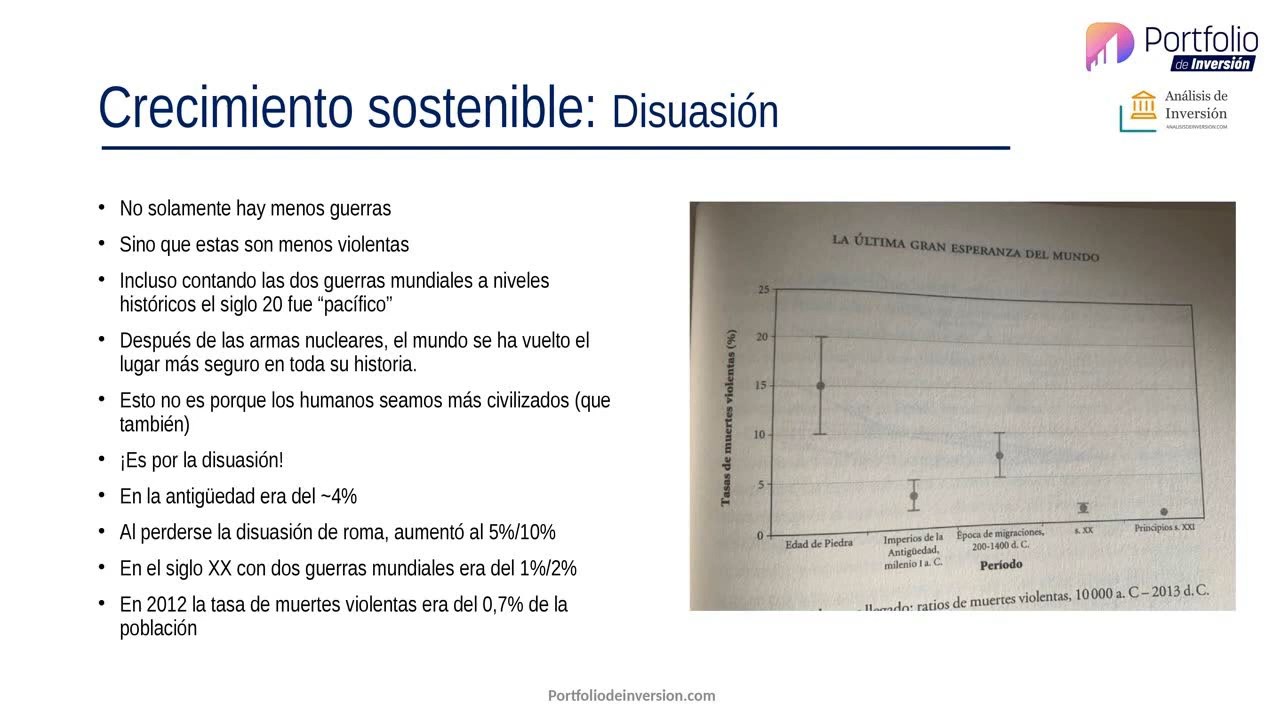 Portfolio
de Inversión
Análisis de
Inversión
ANALISISDEINVERSION.COM
Crecimiento sostenible: Disuasión
• No solamente hay menos guerras
• Sino que estas son menos violentas
• Incluso contando las dos guerras mundiales a niveles
históricos el siglo 20 fue “pacífico”
• Después de las armas nucleares, el mundo se ha vuelto el
lugar más seguro en toda su historia.
• Esto no es porque los humanos seamos más civilizados (que
también)
• ¡Es por la disuasión!
• En la antigüedad era del ~4%
• Al perderse la disuasión de roma, aumentó al 5%/10%
• En el siglo XX con dos guerras mundiales era del 1%/2%
• En 2012 la tasa de muertes violentas era del 0,7% de la
población
LA ÚLTIMA GRAN ESPERANZA DEL MUNDO
Tasas de muertes violentas (%)
25
20
15
10
5
0
Edad de Piedra
Imperios de la
Antigüedad,
milenio I a. C.
Época de migraciones,
200-1400 d. C.
s. XX
Principios s. XXI
Período
ratios de muertes violentas, 10 000 a. C – 2013 d. C.
Portfoliodeinversion.com